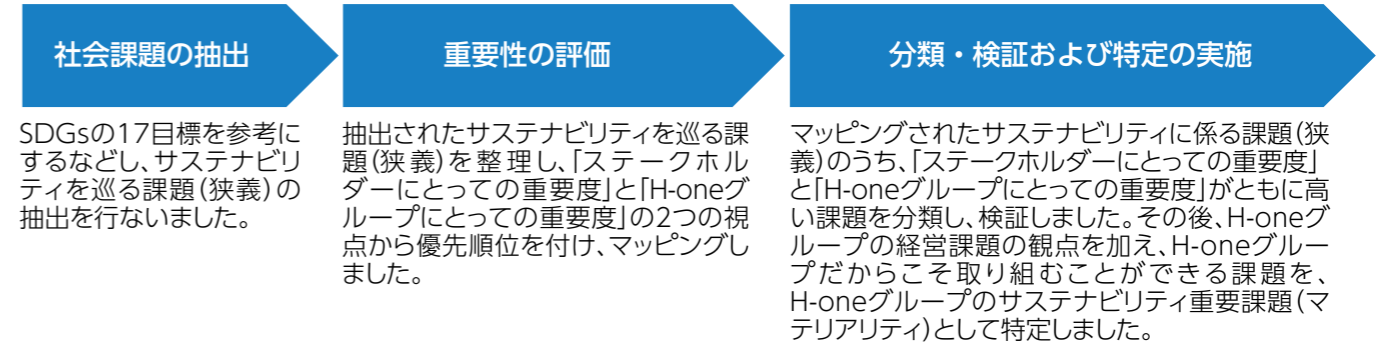 社会課題の抽出
SDGsの17目標を参考に
するなどし、サステナビリ
ティを巡る課題(狭義)の
抽出を行ないました。
重要性の評価
抽出されたサステナビリティを巡る課
題(狭義)を整理し、「ステークホル
ダーにとっての重要度」と「H-oneグ
ループにとっての重要度」の2つの視
点から優先順位を付け、マッピングし
ました。
分類・検証および特定の実施
マッピングされたサステナビリティに係る課題(狭
義)のうち、「ステークホルダーにとっての重要度」
と「H-oneグループにとっての重要度」がともに高
い課題を分類し、検証しました。その後、H-oneグ
ループの経営課題の観点を加え、H-oneグルー
プだからこそ取り組むことができる課題を、
H-oneグループのサステナビリティ重要課題(マ
テリアリティ)として特定しました。